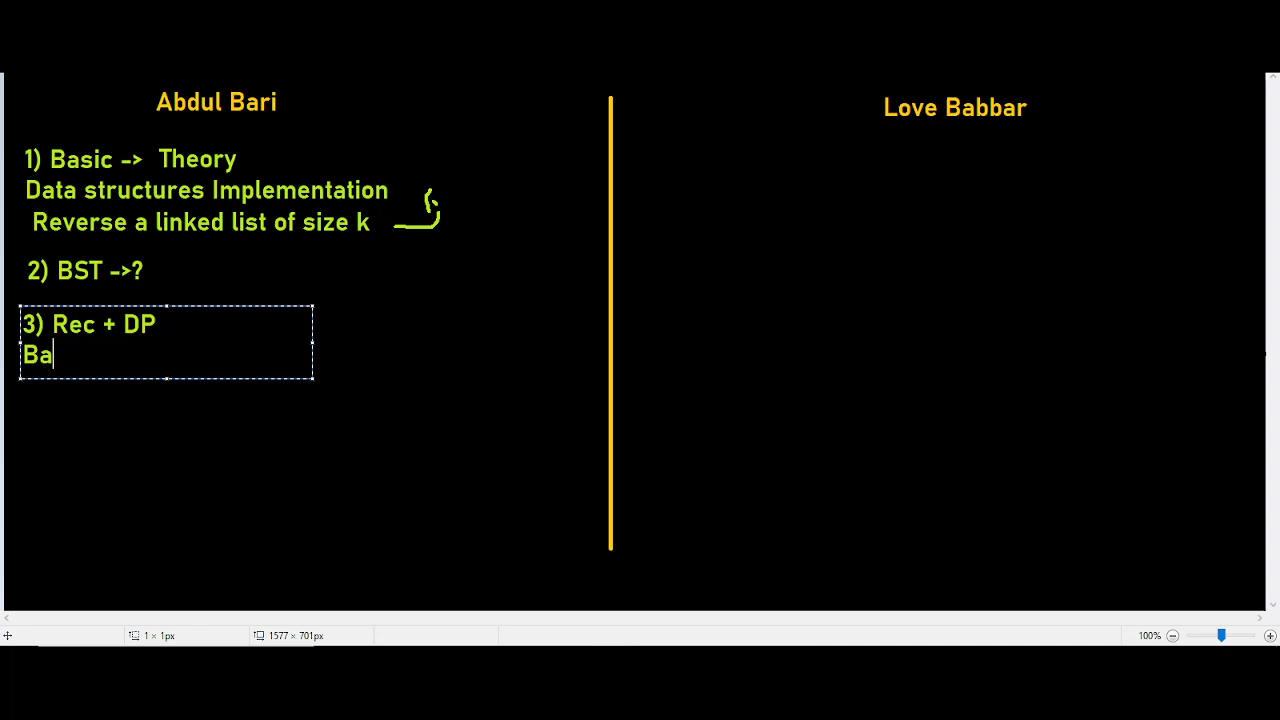 Abdul Bari
1) Basic -> Theory
Data structures Implementation
Reverse a linked list of size k
2) BST ->?
3) Rec + DP
Ba
Love Babbar
1 × 1px
1577 × 701px
100%